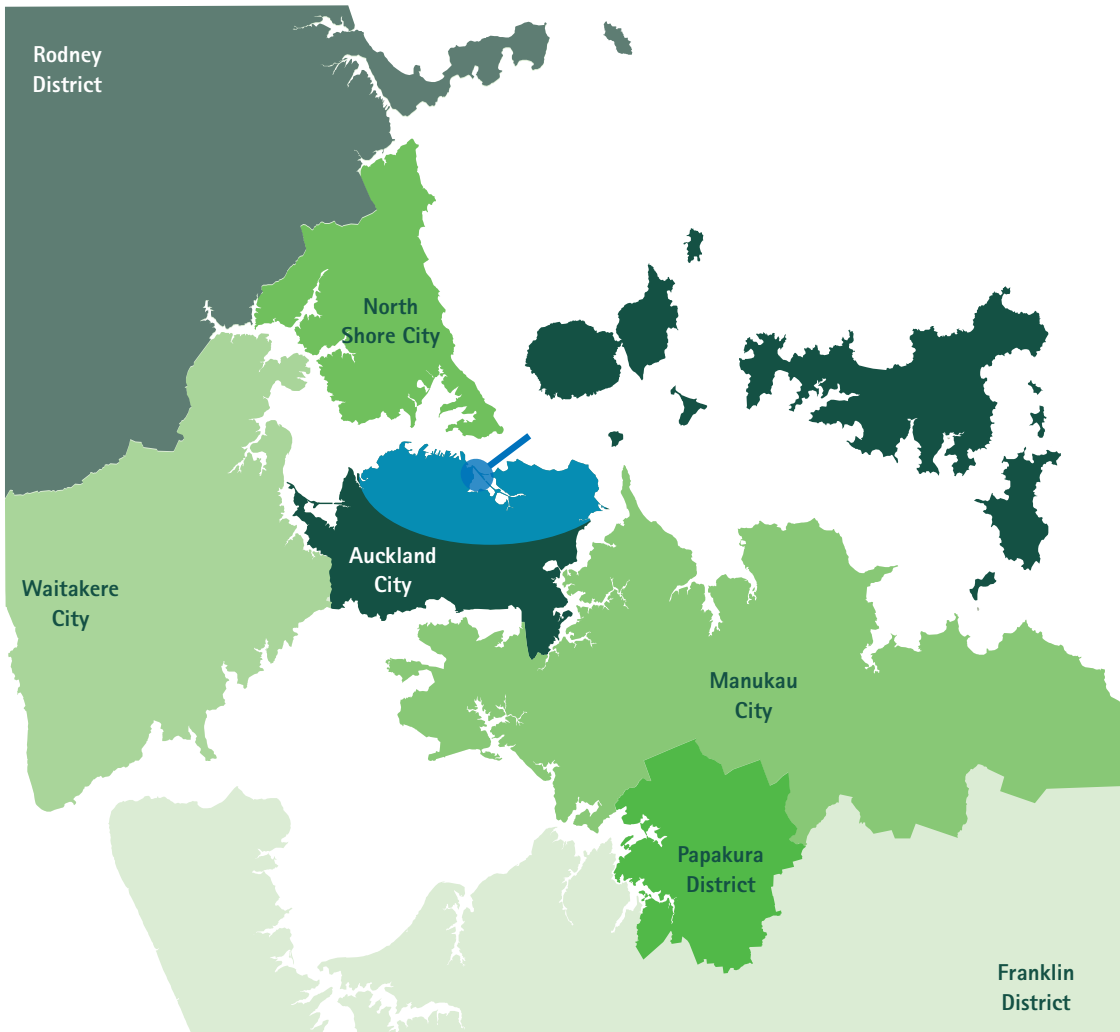 Rodney
District
North
Shore City
Auckland
City
Waitakere
City
Manukau
City
Papakura
District
Franklin
District